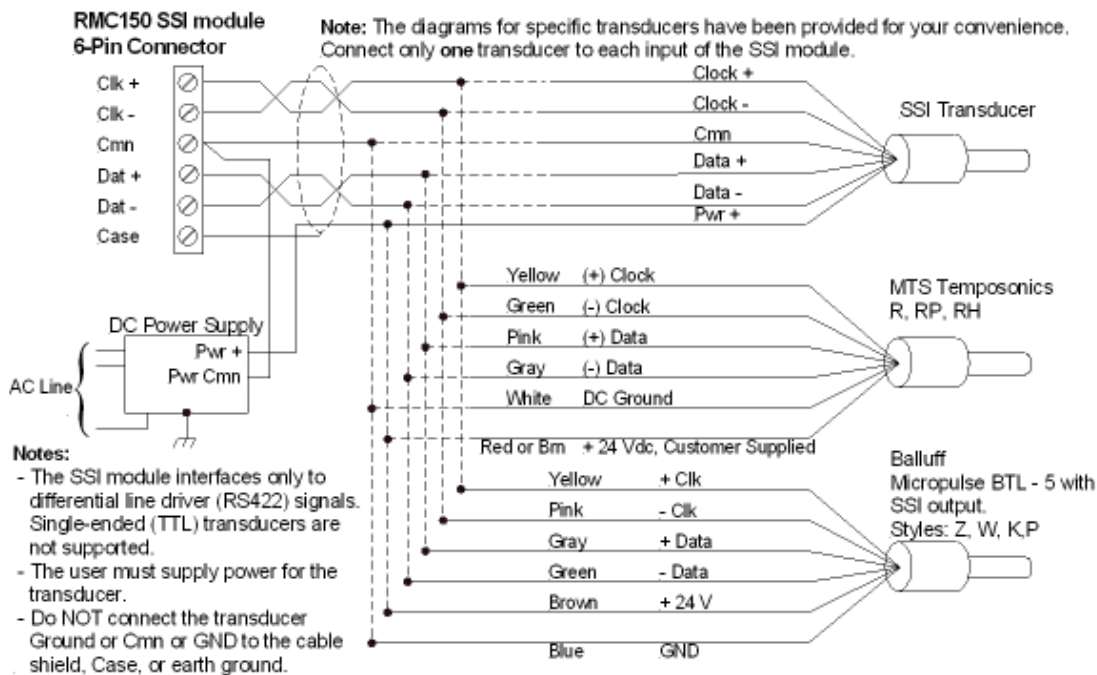 RMC150 SSI module
6-Pin Connector
Note: The diagrams for specific transducers have been provided for your convenience.
Connect only one transducer to each input of the SSI module.
Clk +
Clk -
Cmn
Dat +
Dat -
Case
Clock +
Clock -
Cmn
Data +
Data -
Pwr +
SSI Transducer
Yellow (+) Clock
Green (-) Clock
Pink (+) Data
Gray (-) Data
White DC Ground
Red or Brn + 24 Vdc, Customer Supplied
MTS Temposonics
R, RP, RH
DC Power Supply
Pwr +
Pwr Cmn
AC Line
Yellow + Clk
Pink - Clk
Gray + Data
Green - Data
Brown + 24 V
Blue GND
Balluff
Micropulse BTL - 5 with
SSI output.
Styles: Z, W, K,P
Notes:
- The SSI module interfaces only to
differential line driver (RS422) signals.
Single-ended (TTL) transducers are
not supported.
- The user must supply power for the
transducer.
- Do NOT connect the transducer
Ground or Cmn or GND to the cable
shield, Case, or earth ground.